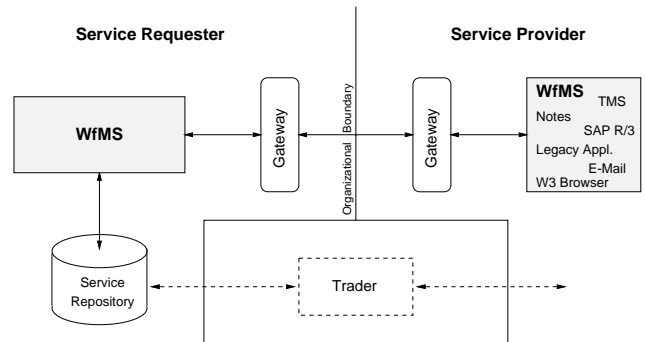 Service Requester
Service Provider
WfMS
Gateway
Organizational Boundary
Gateway
WfMS
TMS
Notes
SAP R/3
Legacy Appl.
E-Mail
W3 Browser
Service
Repository
Trader